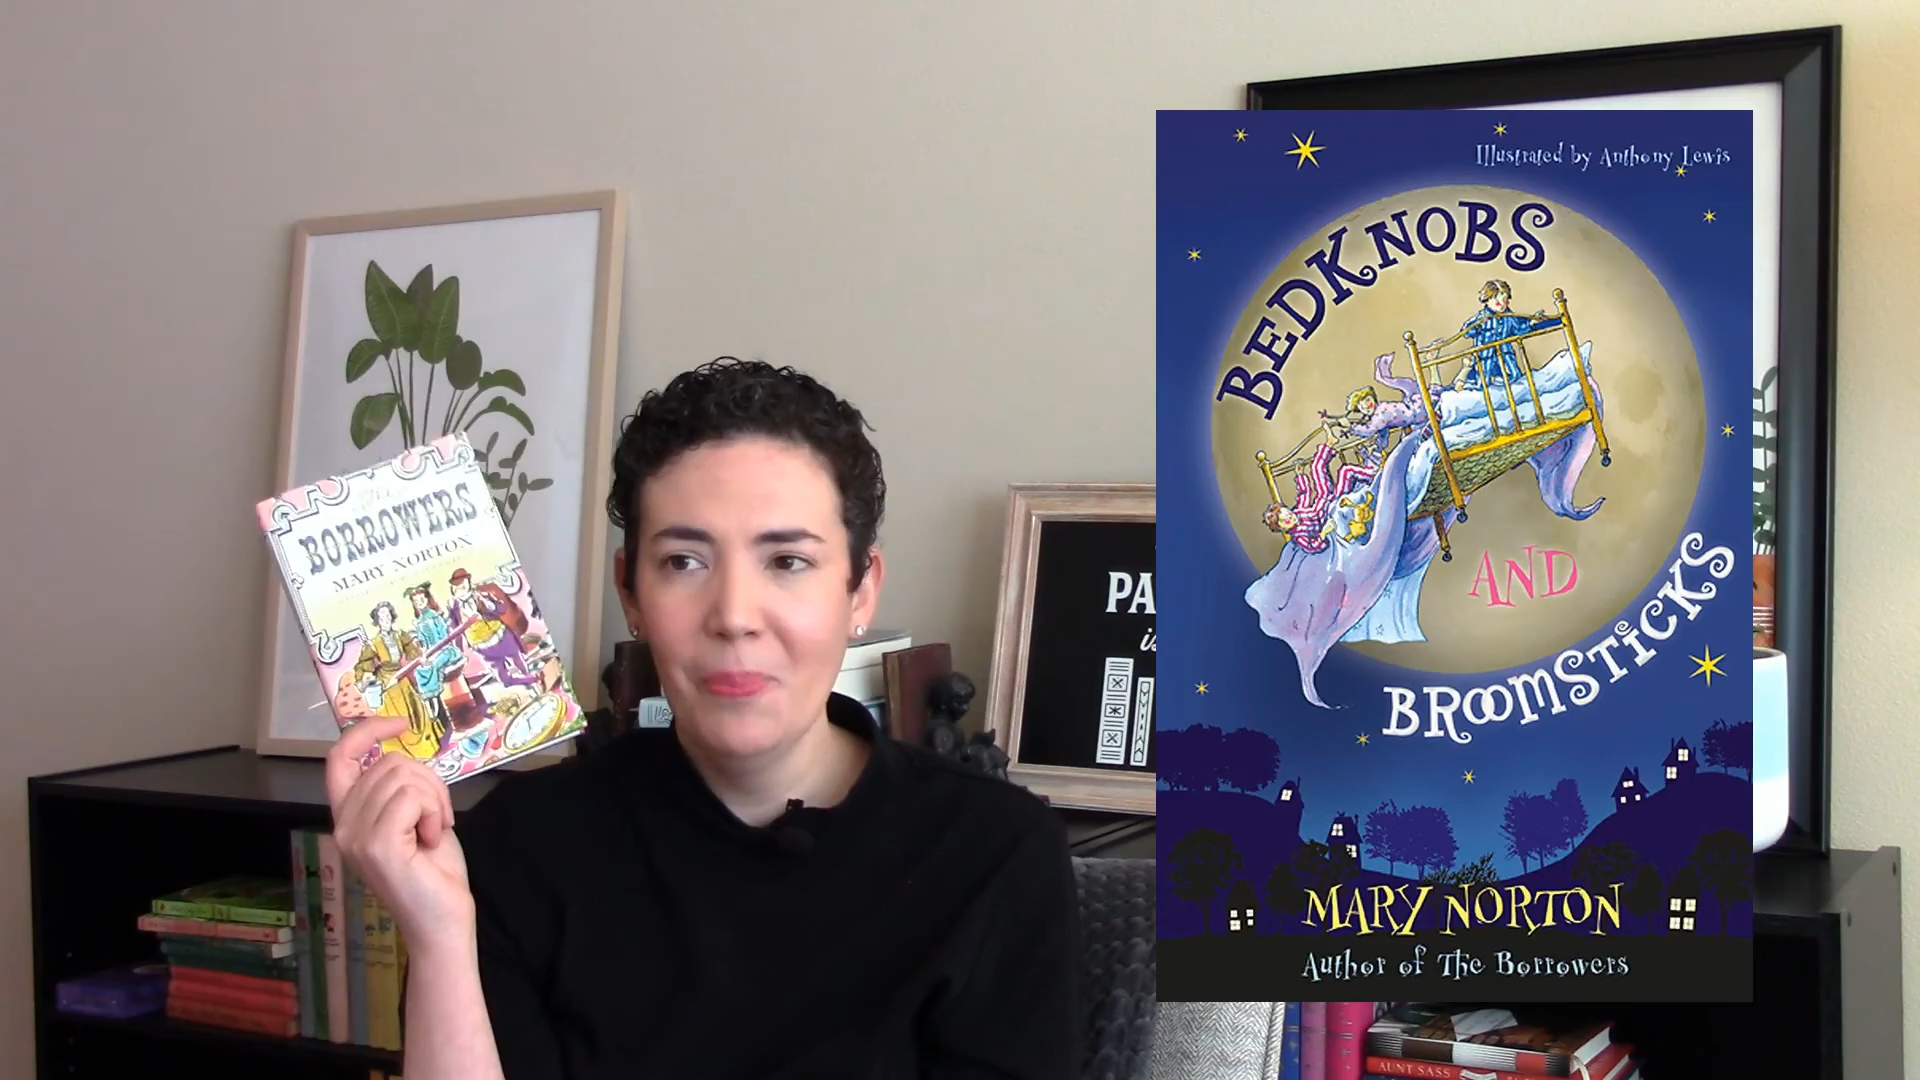 THE
BORROWERS
MARY NORTON
PA
is
Illustrated by Anthony Lewis
BEDKNOBS
AND
BROOMSTICKS
MARY NORTON
Author of The Borrowers
AUNT SASS